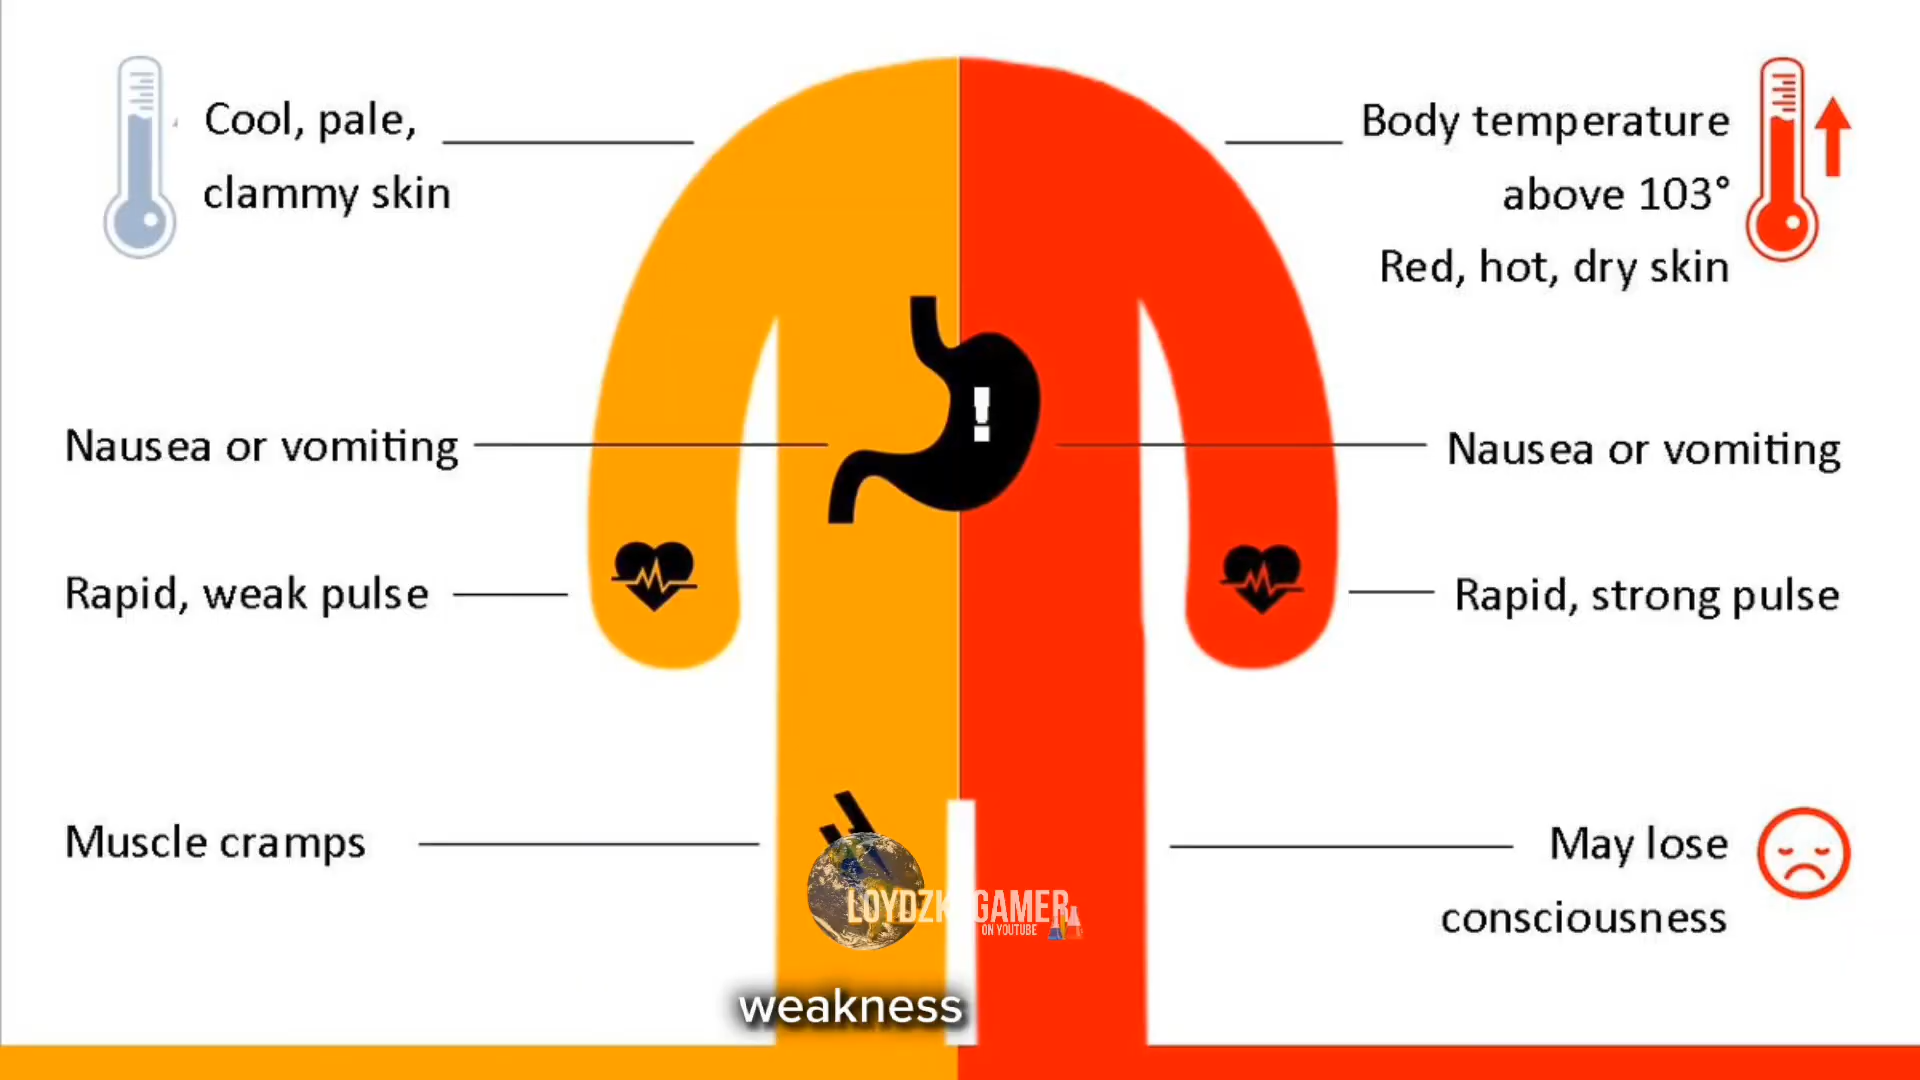 Cool, pale,
clammy skin
Body temperature
above 103°
Red, hot, dry skin
Nausea or vomiting
Nausea or vomiting
!
Rapid, weak pulse
Rapid, strong pulse
Muscle cramps
May lose
consciousness
LOYDZK GAMER
ON YOUTUBE
weakness